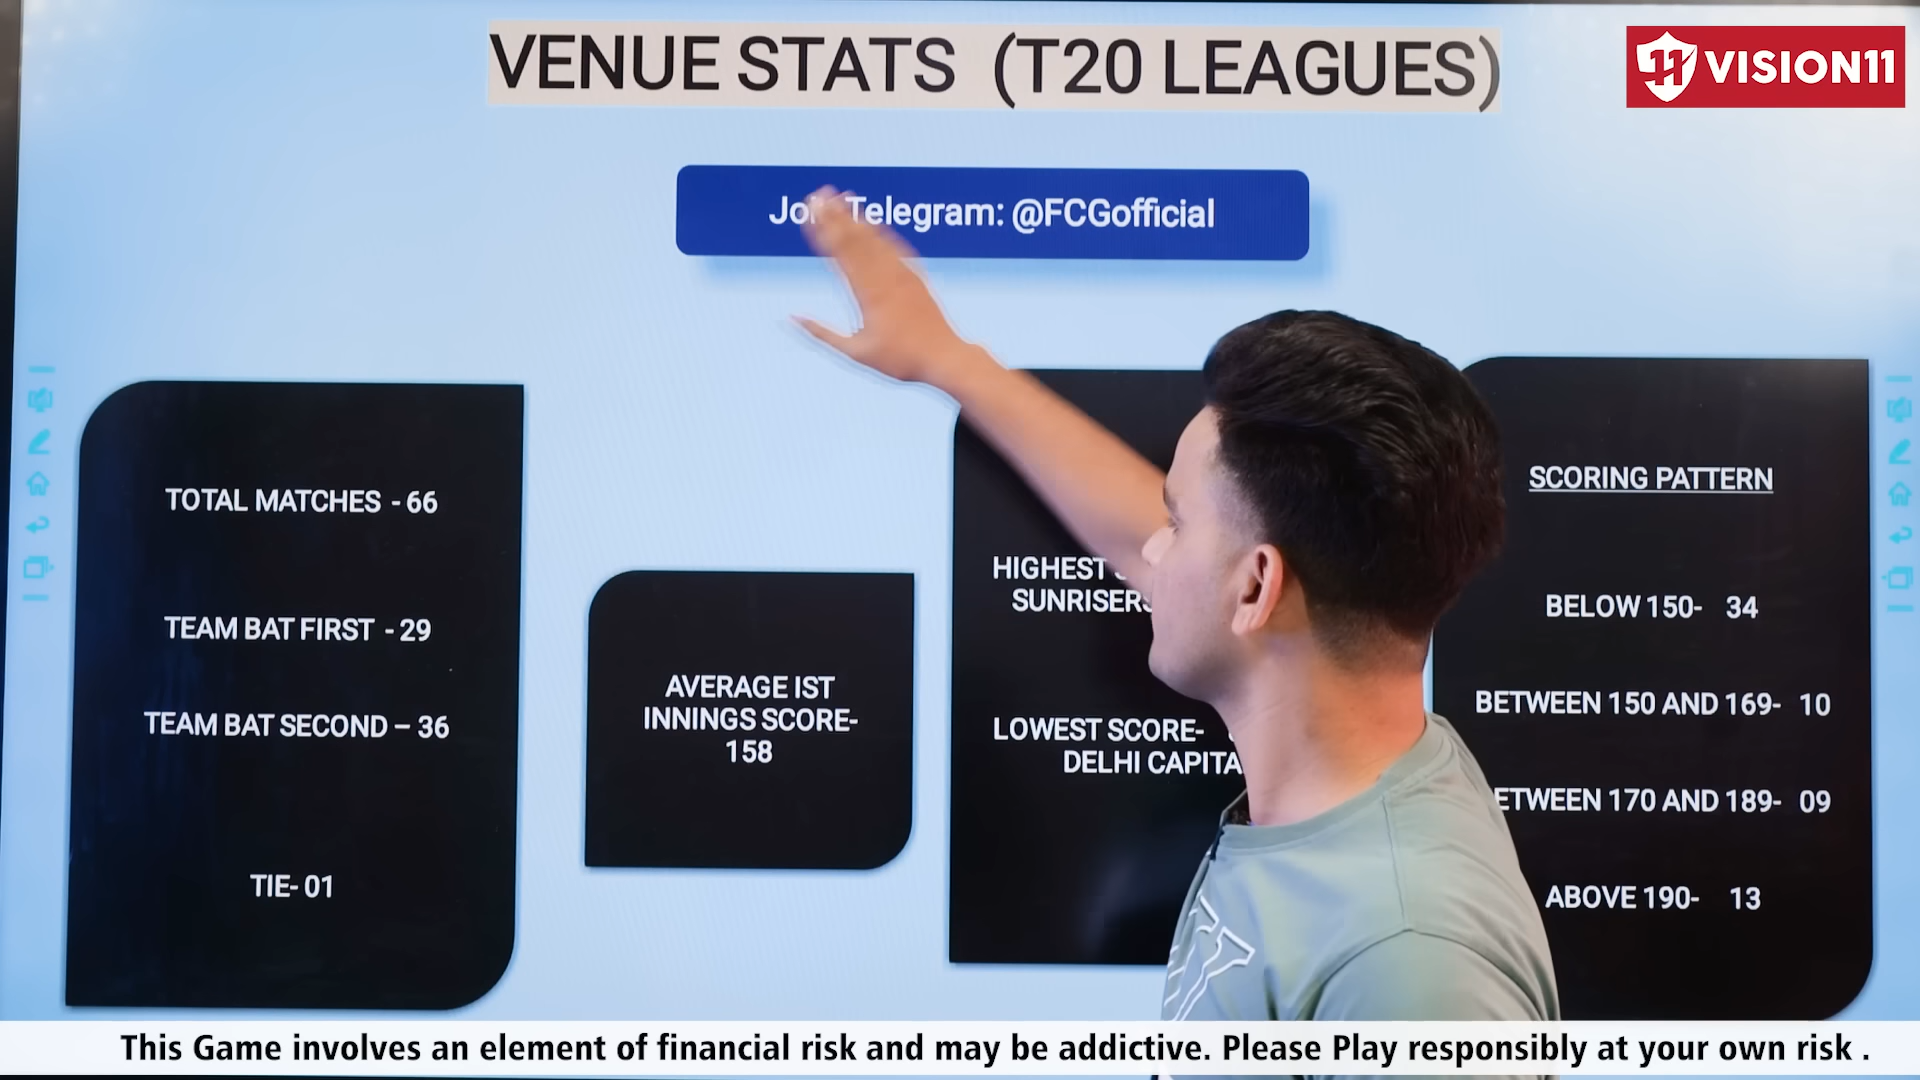 VENUE STATS (T20 LEAGUES)
VISION11
Telegram: @FCGofficial
TOTAL MATCHES - 66
TEAM BAT FIRST - 29
TEAM BAT SECOND – 36
TIE- 01
AVERAGE IST
INNINGS SCORE-
158
HIGHEST
SUNRISERS
LOWEST SCORE-
DELHI
SCORING PATTERN
BELOW 150- 34
BETWEEN 150 AND 169- 10
ETWEEN 170 AND 189- 09
ABOVE 190- 13
This Game involves an element of financial risk and may be addictive. Please Play responsibly at your own risk .